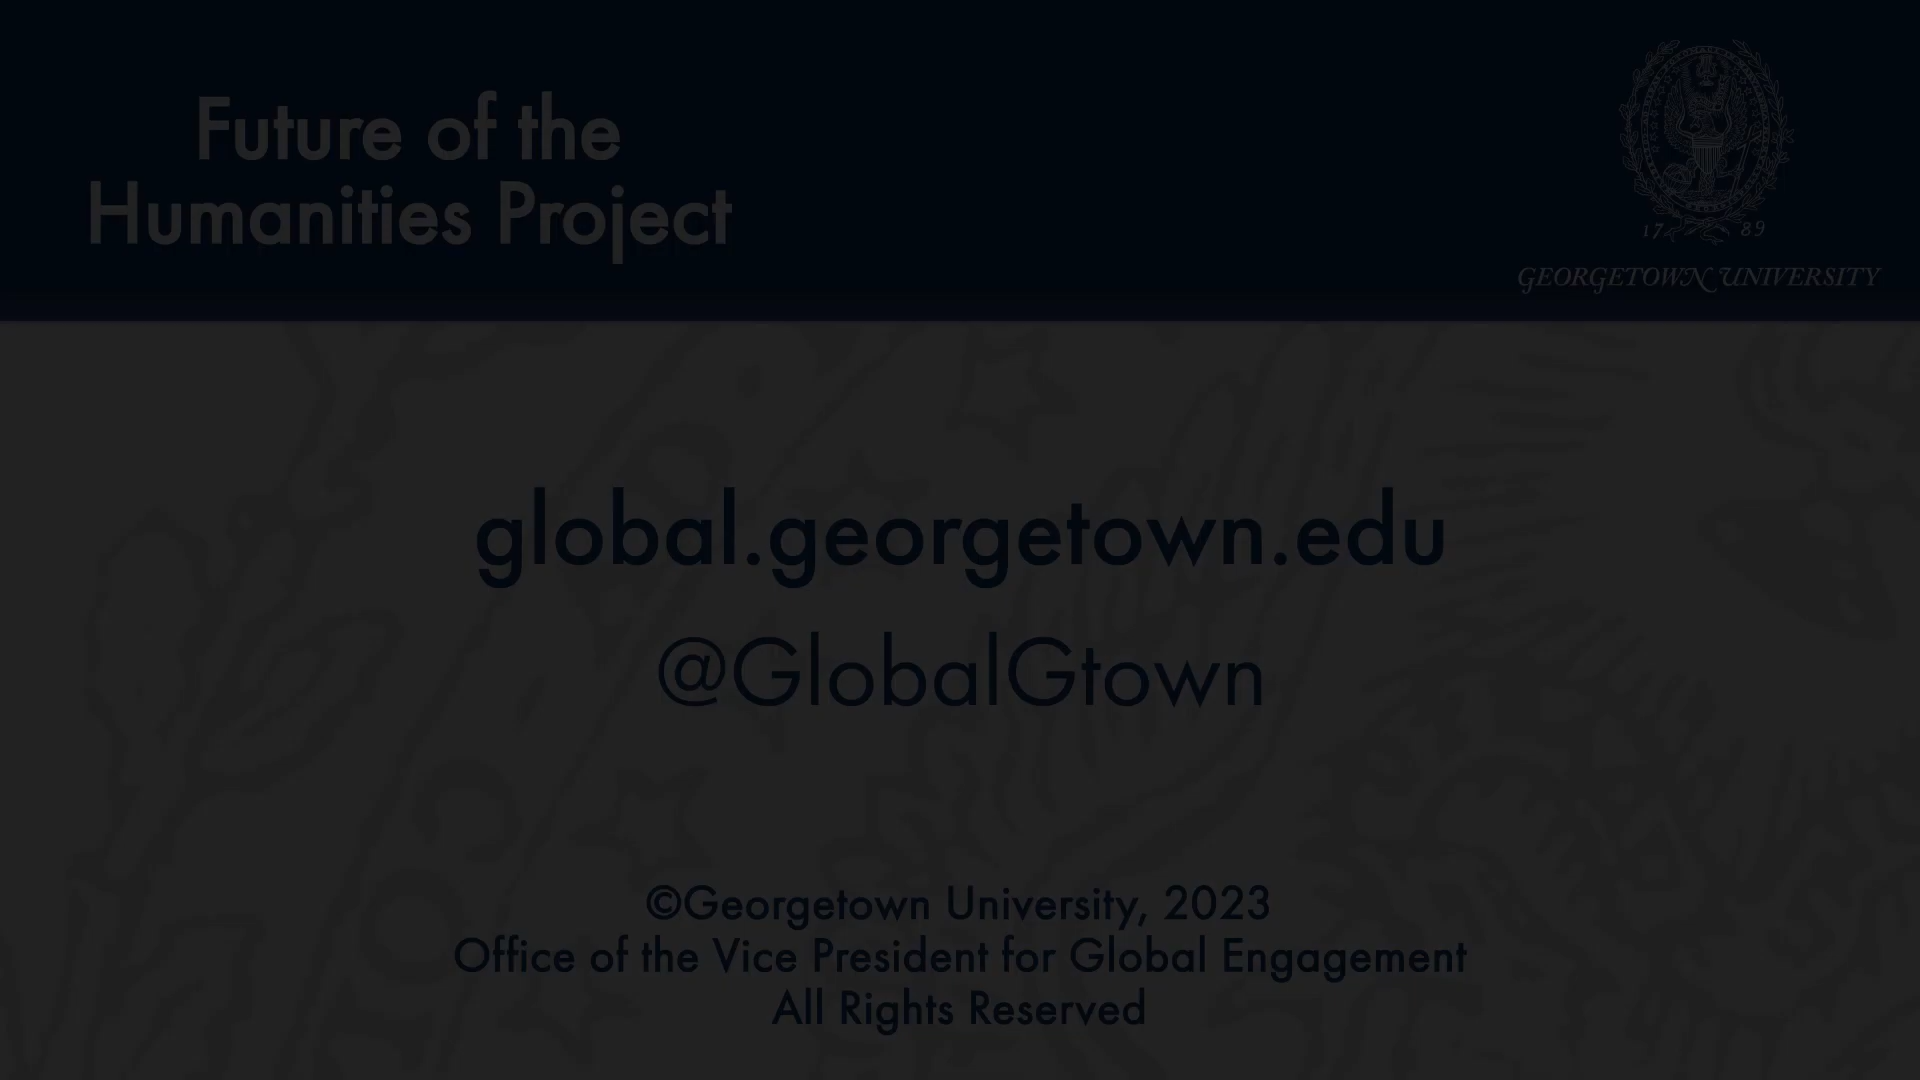 Future of the
Humanities Project
17 89
GEORGETOWN UNIVERSITY
global.georgetown.edu
@GlobalGtown
©Georgetown University, 2023
Office of the Vice President for Global Engagement
All Rights Reserved